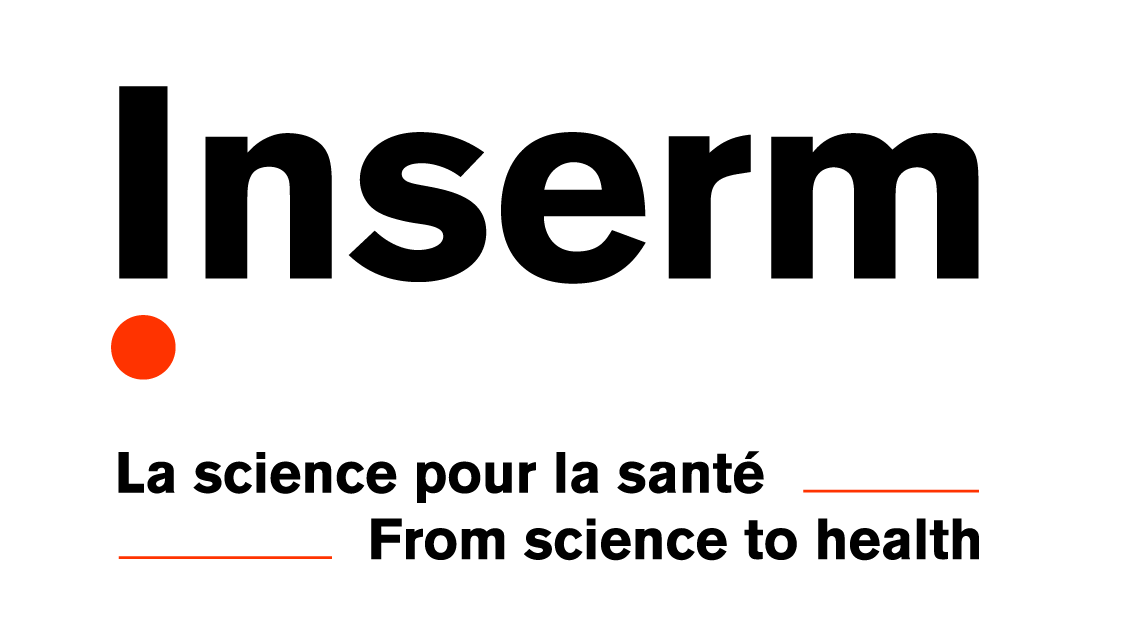 Inserm
La science pour la santé
From science to health